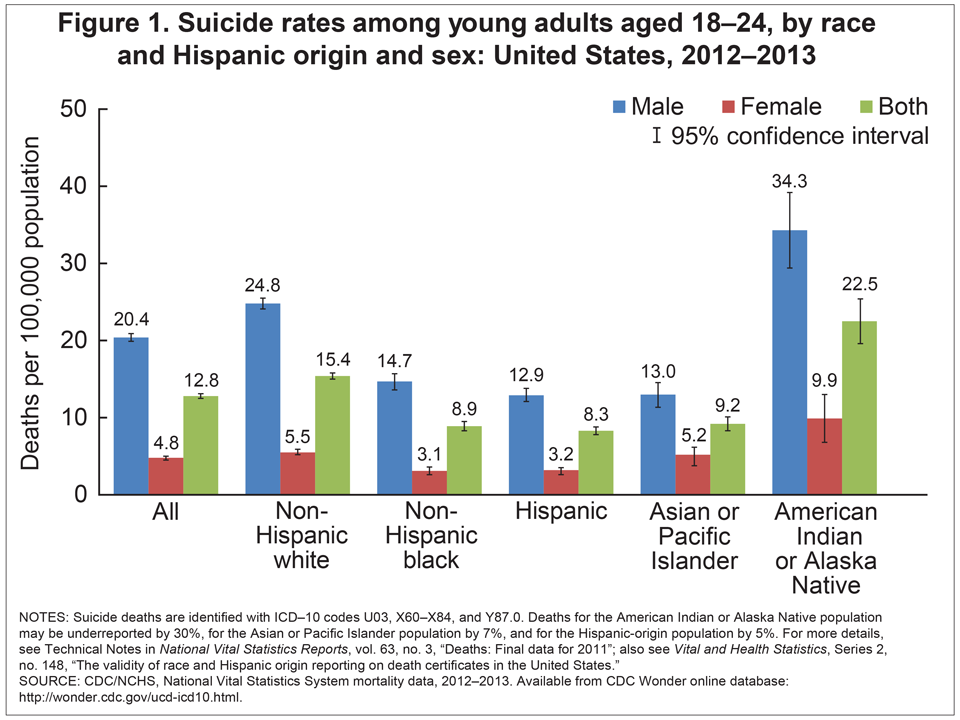 Figure 1. Suicide rates among young adults aged 18–24, by race
and Hispanic origin and sex: United States, 2012–2013
Male Female Both
95% confidence interval
Deaths per 100,000 population
50
40
30
20
10
0
20.4
4.8
12.8
24.8
5.5
15.4
14.7
3.1
8.9
12.9
3.2
8.3
13.0
5.2
9.2
34.3
9.9
22.5
All
Non-
Hispanic
white
Non-
Hispanic
black
Hispanic
Asian or
Pacific
Islander
American
Indian
or Alaska
Native
NOTES: Suicide deaths are identified with ICD–10 codes U03, X60–X84, and Y87.0. Deaths for the American Indian or Alaska Native population
may be underreported by 30%, for the Asian or Pacific Islander population by 7%, and for the Hispanic-origin population by 5%. For more details,
see Technical Notes in National Vital Statistics Reports, vol. 63, no. 3, “Deaths: Final data for 2011”; also see Vital and Health Statistics, Series 2,
no. 148, “The validity of race and Hispanic origin reporting on death certificates in the United States.”
SOURCE: CDC/NCHS, National Vital Statistics System mortality data, 2012–2013. Available from CDC Wonder online database:
http://wonder.cdc.gov/ucd-icd10.html.